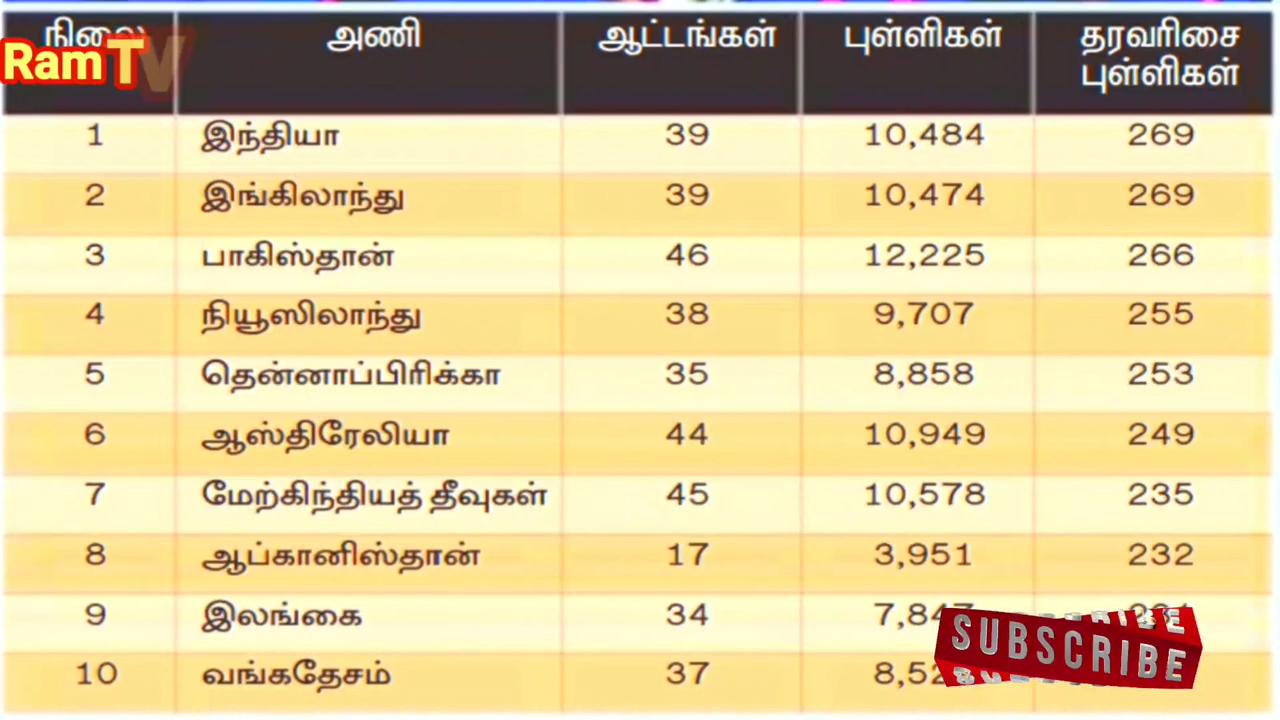 நிலை அணி ஆட்டங்கள் புள்ளிகள் தரவரிசை
புள்ளிகள்
Ram TV
1 இந்தியா 39 10,484 269
2 இங்கிலாந்து 39 10,474 269
3 பாகிஸ்தான் 46 12,225 266
4 நியூஸிலாந்து 38 9,707 255
5 தென்னாப்பிரிக்கா 35 8,858 253
6 ஆஸ்திரேலியா 44 10,949 249
7 மேற்கிந்தியத் தீவுகள் 45 10,578 235
8 ஆப்கானிஸ்தான் 17 3,951 232
9 இலங்கை 34
10 வங்கதேசம் 37
SUBSCRIBE